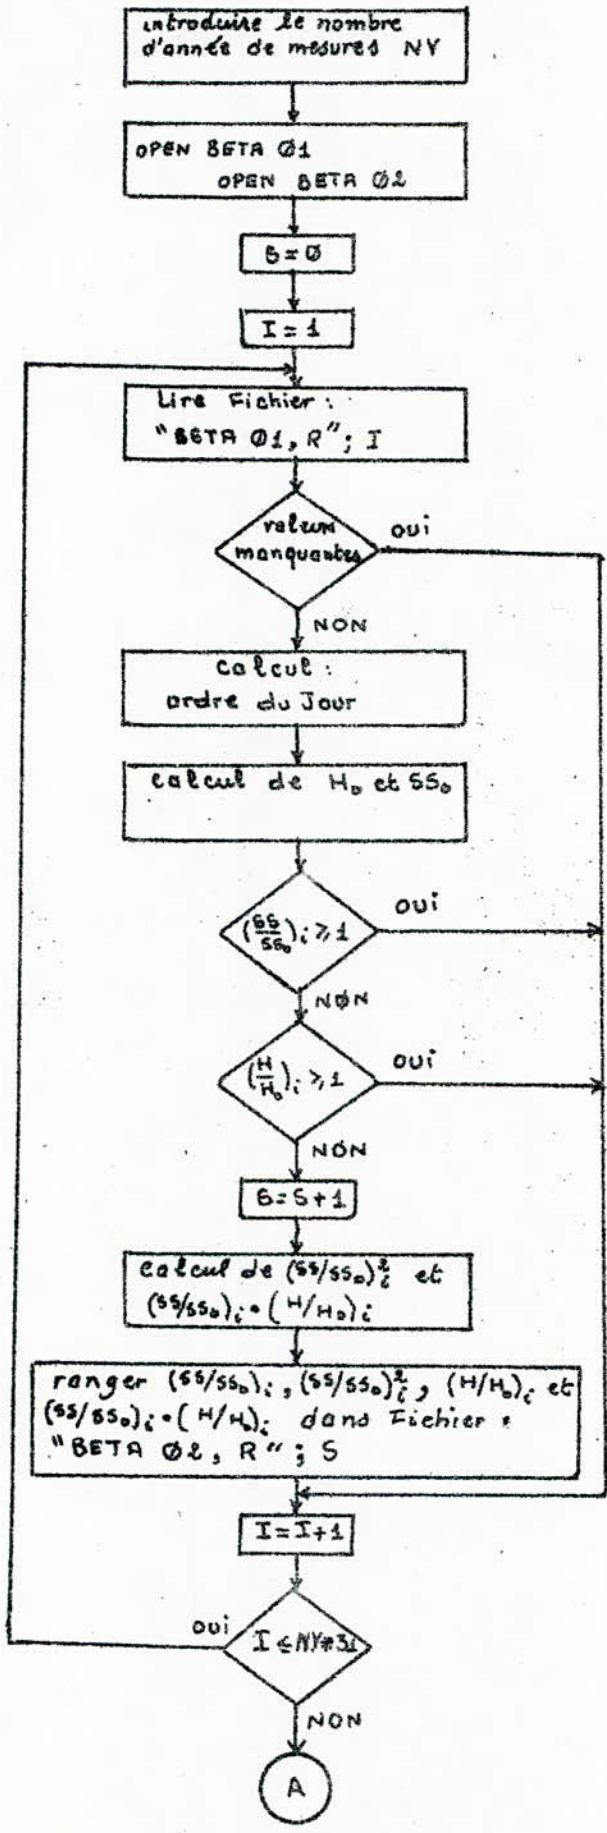 introduire le nombre
d'année de mesures NY
OPEN BETA Ø1
OPEN BETA Ø2
S=Ø
I=1
Lire Fichier:
"BETA Ø1, R"; I
valeurs
manquantes
OUI
NON
calcul:
ordre du Jour
calcul de H₀ et SS₀
(SS/SS₀)i ⩾ 1
OUI
NØN
(H/H₀)i ⩾ 1
OUI
NON
S=S+1
calcul de (SS/SS₀)²i et
(SS/SS₀)i * (H/H₀)i
ranger (SS/SS₀)i, (SS/SS₀)²i, (H/H₀)i et
(SS/SS₀)i * (H/H₀)i dans Fichier:
"BETA Ø2, R"; S
I=I+1
OUI
I ≤ NY*31
NON
A